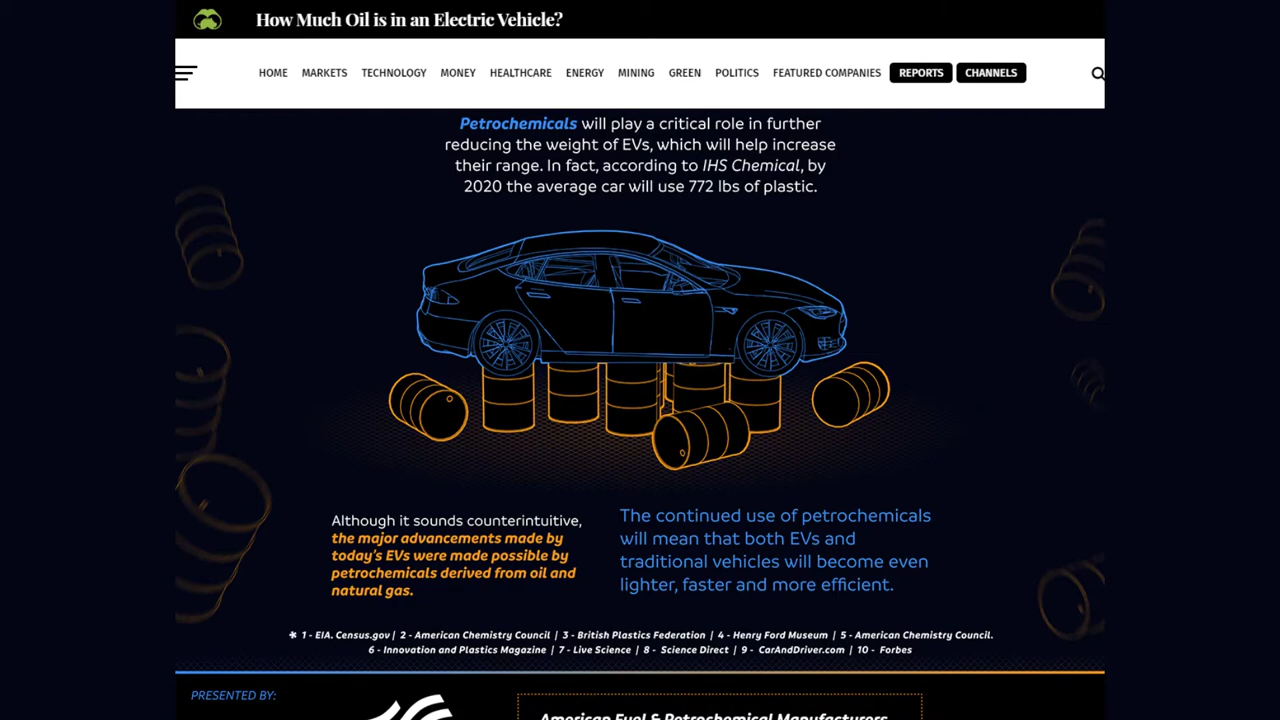 How Much Oil is in an Electric Vehicle?
HOME MARKETS TECHNOLOGY MONEY HEALTHCARE ENERGY MINING GREEN POLITICS FEATURED COMPANIES REPORTS CHANNELS
Petrochemicals will play a critical role in further
reducing the weight of EVs, which will help increase
their range. In fact, according to IHS Chemical, by
2020 the average car will use 772 lbs of plastic.
Although it sounds counterintuitive,
the major advancements made by
today's EVs were made possible by
petrochemicals derived from oil and
natural gas.
The continued use of petrochemicals
will mean that both EVs and
traditional vehicles will become even
lighter, faster and more efficient.
* 1 - EIA. Census.gov | 2 - American Chemistry Council | 3 - British Plastics Federation | 4 - Henry Ford Museum | 5 - American Chemistry Council.
6 - Innovation and Plastics Magazine | 7 - Live Science | 8 - Science Direct | 9 - CarAndDriver.com | 10 - Forbes
PRESENTED BY:
American Fuel & Petrochemical Manufacturers